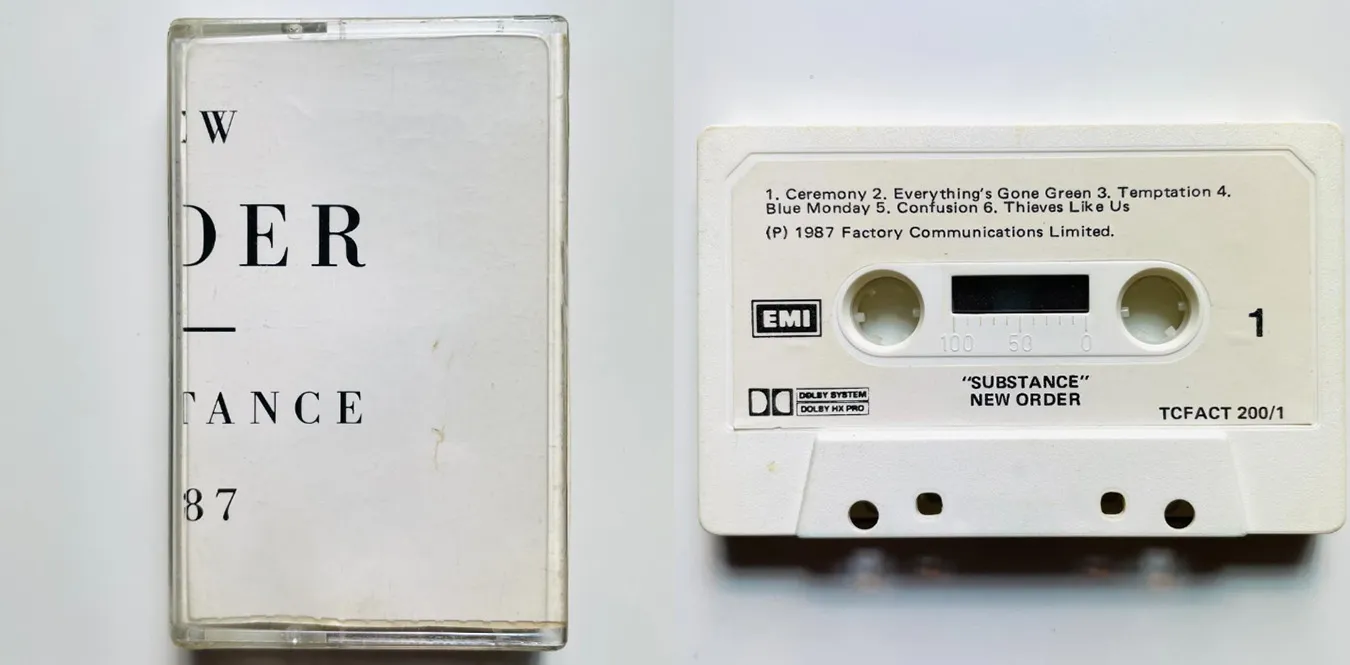 EW
DER
TANCE
87
1. Ceremony 2. Everything's Gone Green 3. Temptation 4.
Blue Monday 5. Confusion 6. Thieves Like Us
(P) 1987 Factory Communications Limited.
EMI
1
100 50 0
DOLBY SYSTEM
DOLBY HX PRO
"SUBSTANCE"
NEW ORDER
TCFACT 200/1